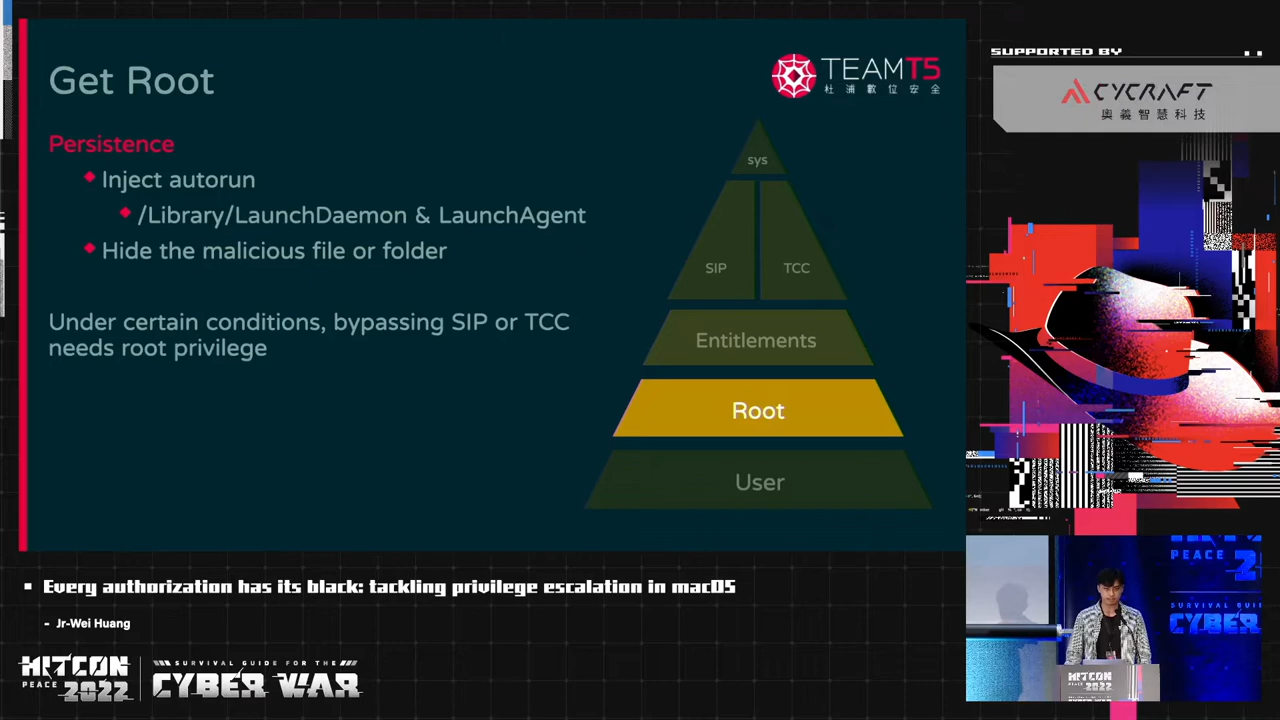 Get Root
TEAMT5
杜浦數位安全
Persistence
Inject autorun
/Library/LaunchDaemon & LaunchAgent
Hide the malicious file or folder
Under certain conditions, bypassing SIP or TCC
needs root privilege
sys
SIP
TCC
Entitlements
Root
User
SUPPORTED BY
CYCRAFT
奧義智慧科技
Every authorization has its black: tackling privilege escalation in macOS
- Jr-Wei Huang
HITCON
PEACE 2022
SURVIVAL GUIDE FOR THE
CYBER WAR
PEACE 2
SURVIVAL GUI
CYBER
HITCON
PEACE 2022